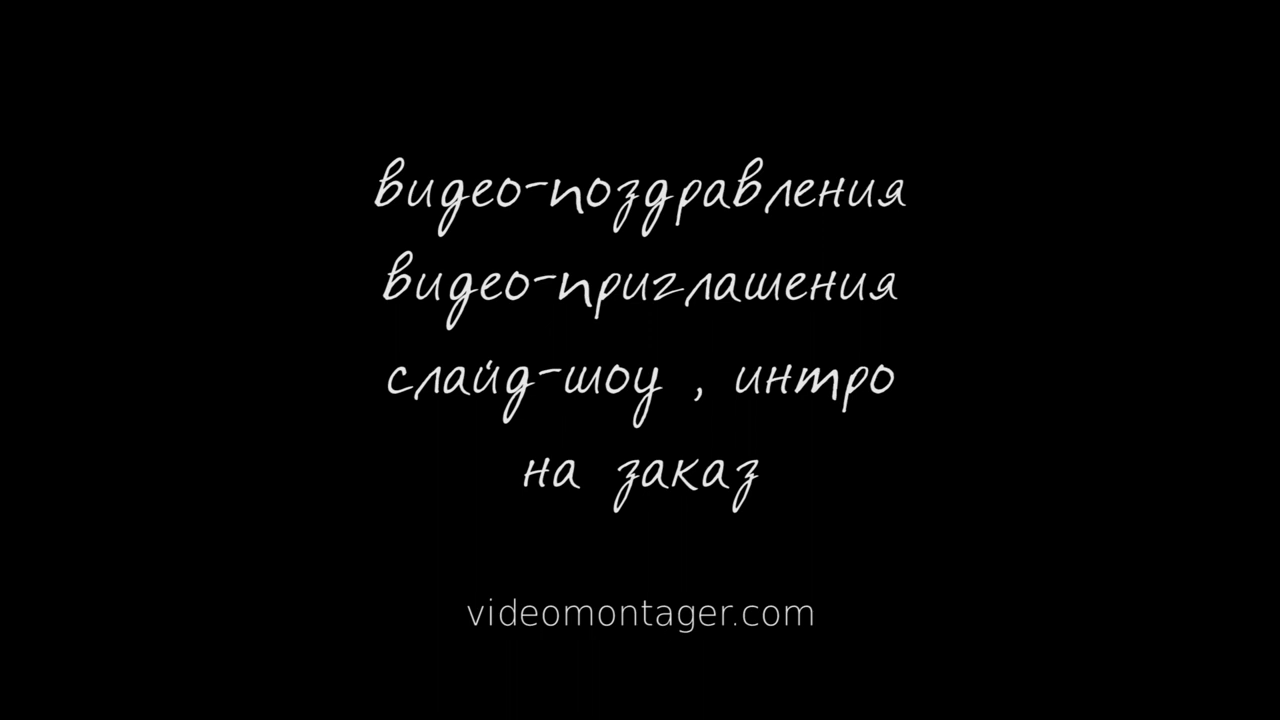 видео-поздравления
видео-приглашения
слайд-шоу , интро
на заказ
videomontager.com